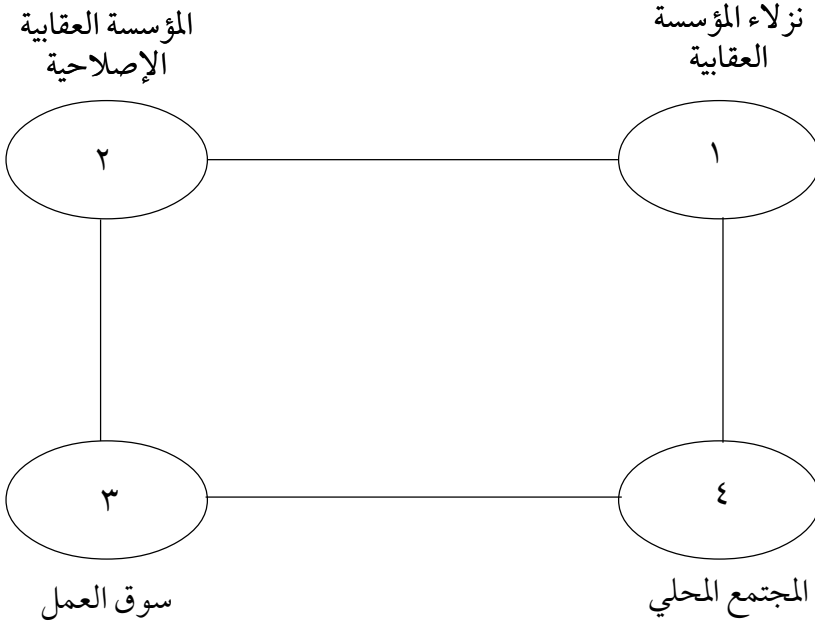 نزلاء المؤسسة
العقابية
المؤسسة العقابية
الإصلاحية
١
٢
٣
٤
المجتمع المحلي
سوق العمل